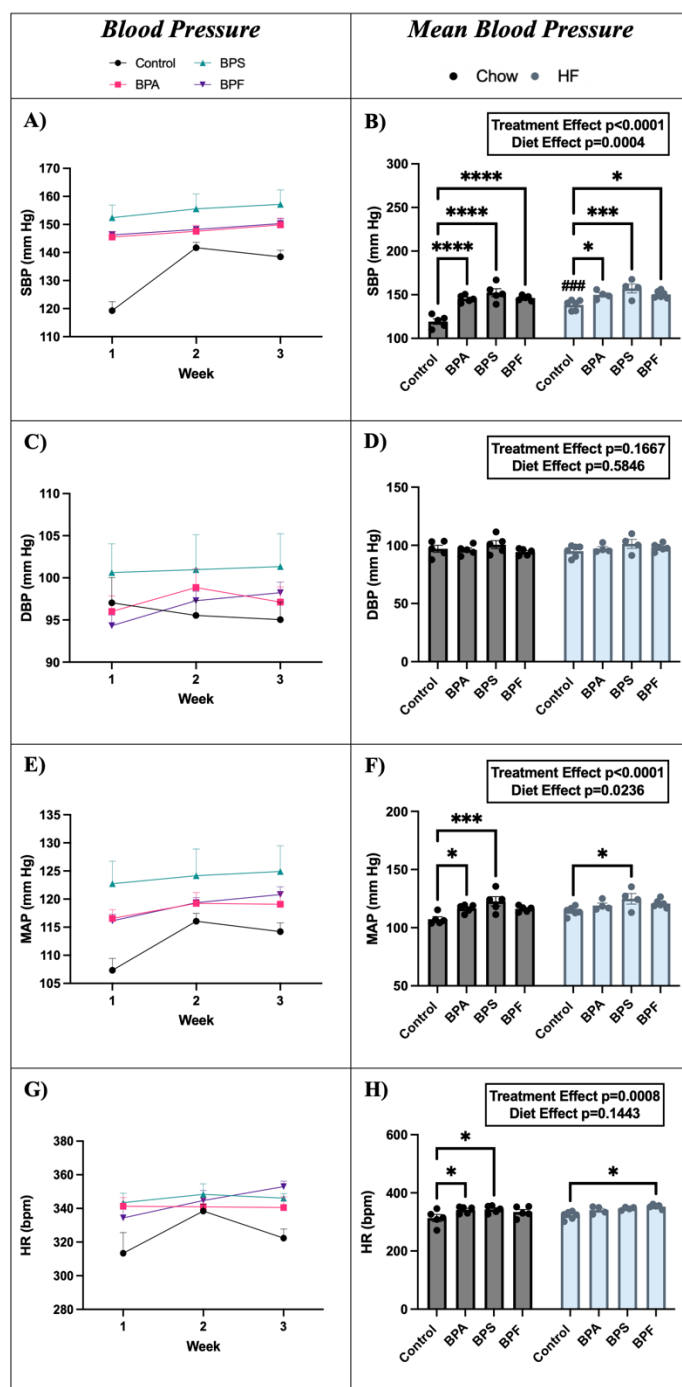 Blood Pressure
Mean Blood Pressure
Control
BPS
BPA
BPF
Chow
HF
A)
170
160
150
140
130
120
110
SBP (mm Hg)
1
2
3
Week
B)
Treatment Effect p<0.0001
Diet Effect p=0.0004
300
250
200
150
100
SBP (mm Hg)
****
****
****
*
***
*
###
Control
BPA
BPS
BPF
Control
BPA
BPS
BPF
C)
110
105
100
95
90
DBP (mm Hg)
1
2
3
Week
D)
Treatment Effect p=0.1667
Diet Effect p=0.5846
150
100
50
0
DBP (mm Hg)
Control
BPA
BPS
BPF
Control
BPA
BPS
BPF
E)
135
130
125
120
115
110
105
MAP (mm Hg)
1
2
3
Week
F)
Treatment Effect p<0.0001
Diet Effect p=0.0236
200
150
100
50
MAP (mm Hg)
***
*
*
Control
BPA
BPS
BPF
Control
BPA
BPS
BPF
G)
380
360
340
320
300
280
HR (bpm)
1
2
3
Week
H)
Treatment Effect p=0.0008
Diet Effect p=0.1443
600
400
200
0
HR (bpm)
*
*
*
Control
BPA
BPS
BPF
Control
BPA
BPS
BPF